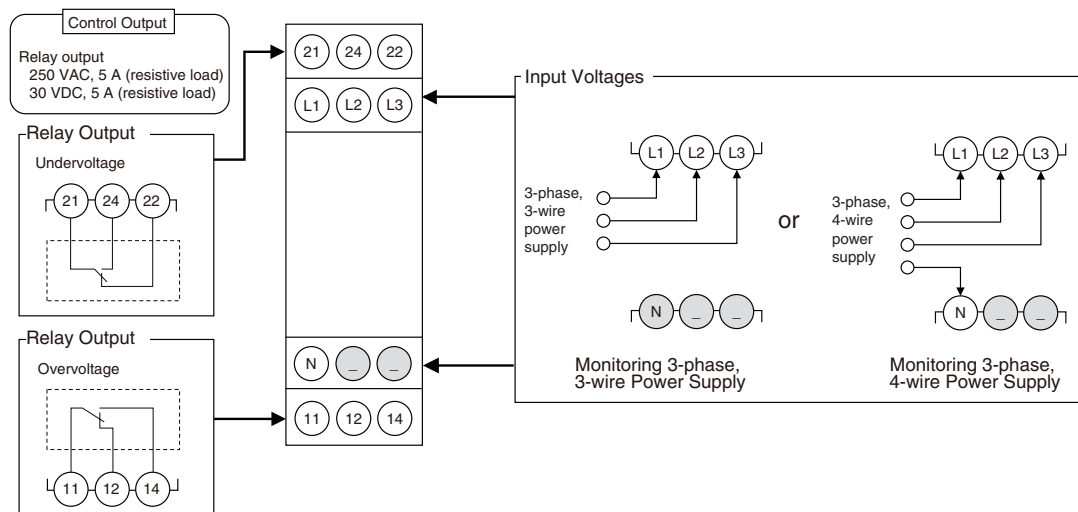 Control Output
Relay output
250 VAC, 5 A (resistive load)
30 VDC, 5 A (resistive load)
Relay Output
Undervoltage
21 24 22
Relay Output
Overvoltage
11 12 14
21 24 22
L1 L2 L3
N _ _
11 12 14
Input Voltages
L1 L2 L3
3-phase,
3-wire
power
supply
N _ _
Monitoring 3-phase,
3-wire Power Supply
or
L1 L2 L3
3-phase,
4-wire
power
supply
N _ _
Monitoring 3-phase,
4-wire Power Supply